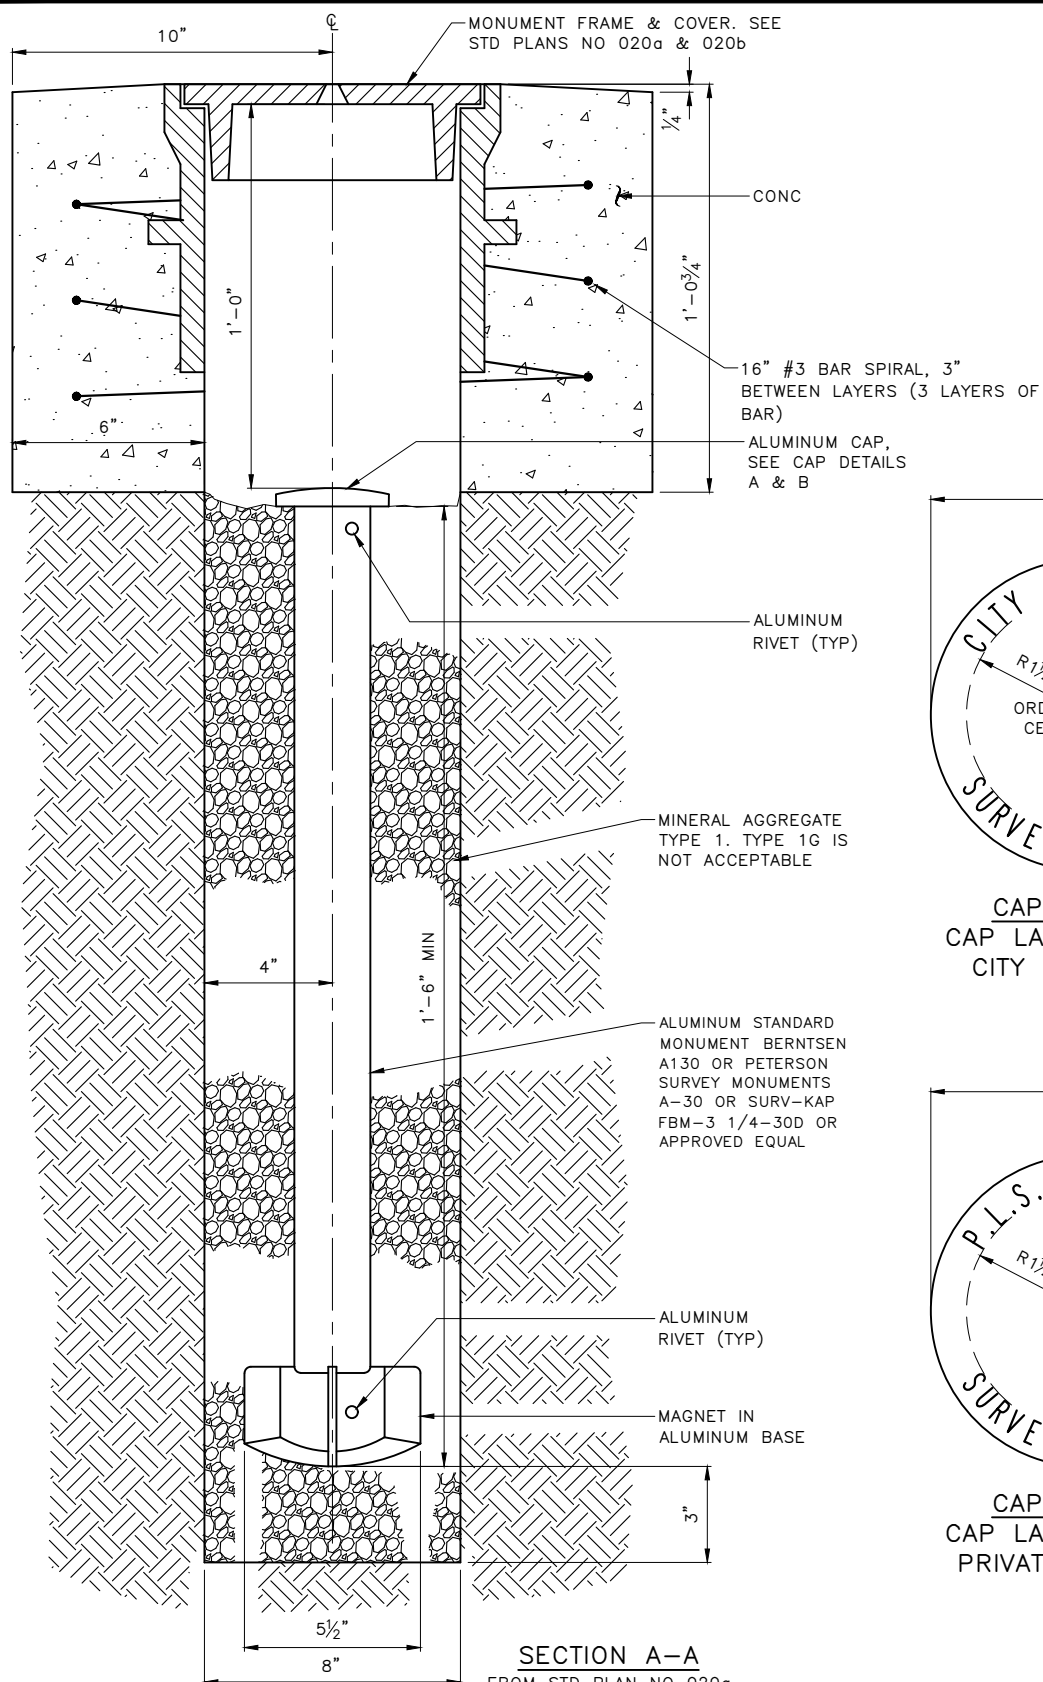 ℄
10"
MONUMENT FRAME & COVER. SEE
STD PLANS NO 020a & 020b
¼"
CONC
1'-0"
1'-0¾"
16" #3 BAR SPIRAL, 3"
BETWEEN LAYERS (3 LAYERS OF
BAR)
6"
ALUMINUM CAP,
SEE CAP DETAILS
A & B
ALUMINUM
RIVET (TYP)
CITY
ORD
CE
SURVE
MINERAL AGGREGATE
TYPE 1. TYPE 1G IS
NOT ACCEPTABLE
CAP
CAP LA
CITY
4"
1'-6" MIN
ALUMINUM STANDARD
MONUMENT BERNTSEN
A130 OR PETERSON
SURVEY MONUMENTS
A-30 OR SURV-KAP
FBM-3 1/4-30D OR
APPROVED EQUAL
P.L.S.
SURVE
ALUMINUM
RIVET (TYP)
MAGNET IN
ALUMINUM BASE
3"
CAP
CAP LA
PRIVAT
5½"
8"
SECTION A-A
FROM STD PLAN NO 020a